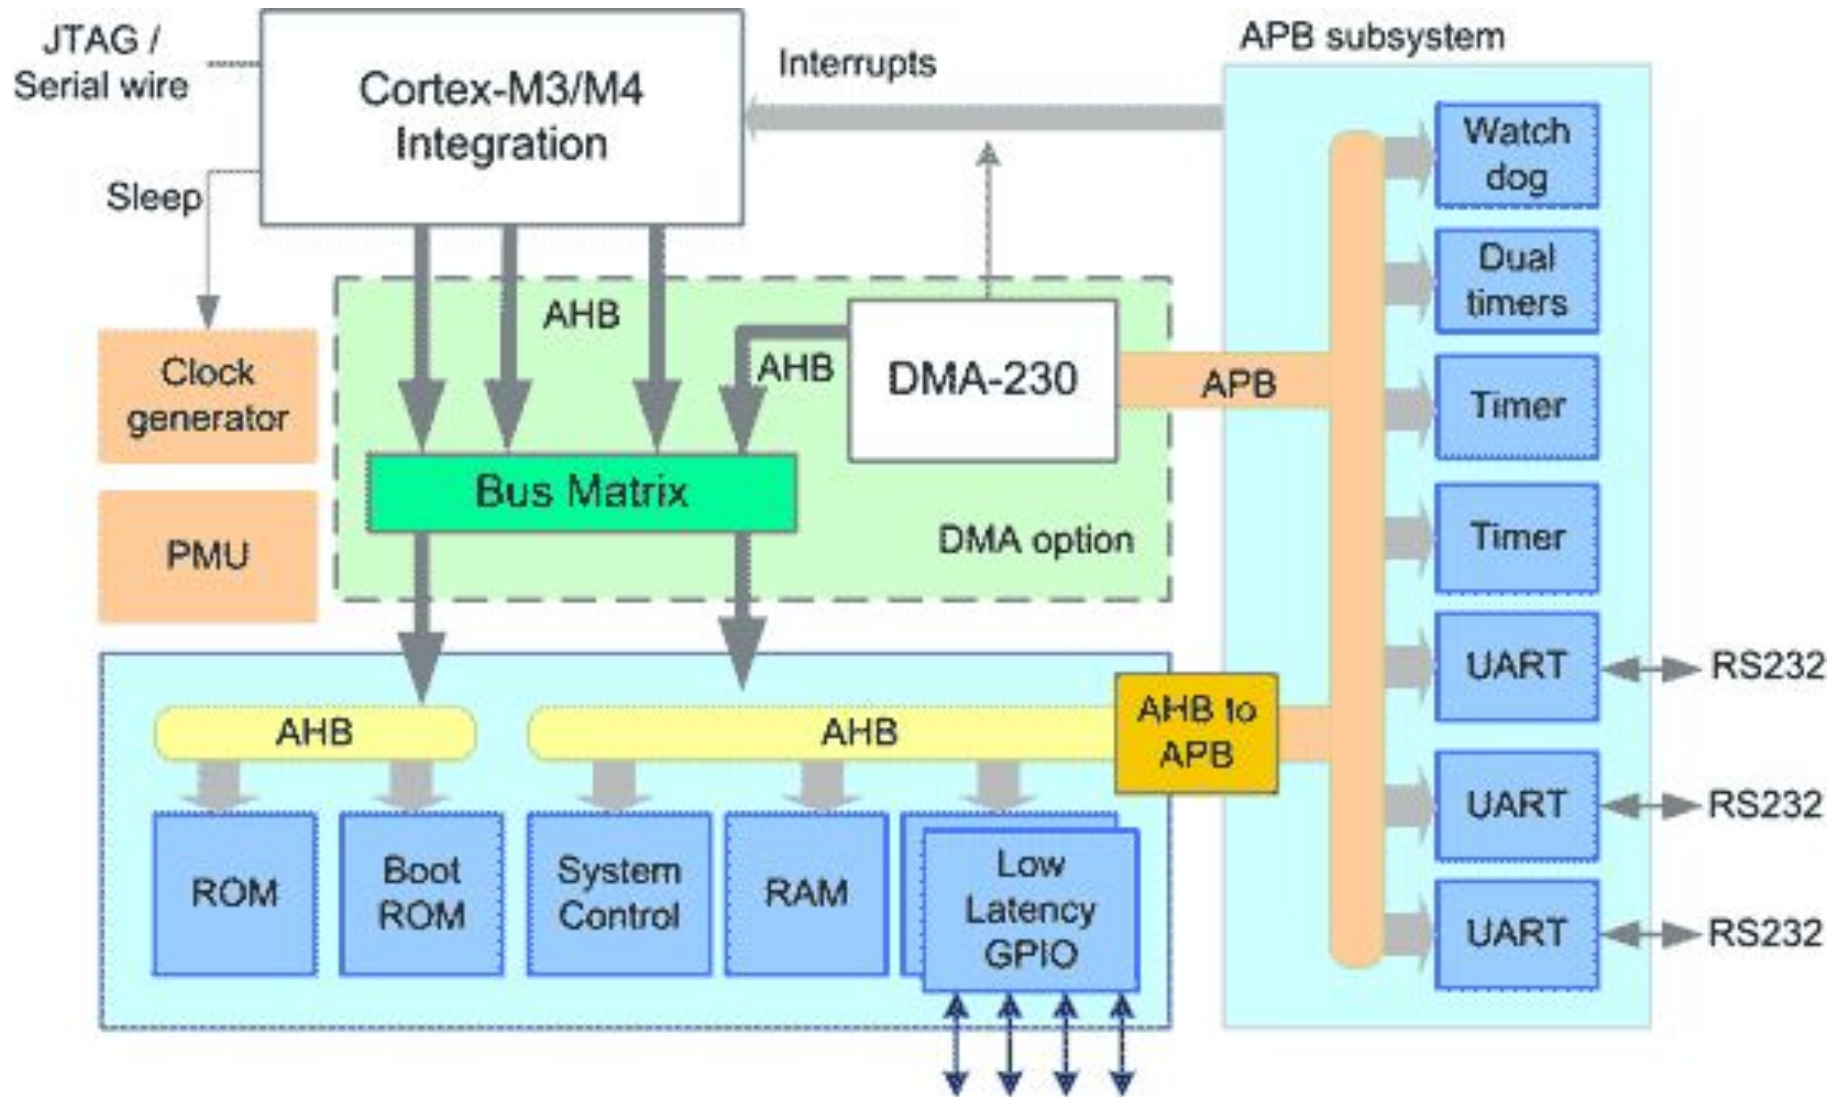 JTAG /
Serial wire
Cortex-M3/M4
Integration
Interrupts
APB subsystem
Sleep
Watch
dog
AHB
Dual
timers
AHB
DMA-230
APB
Clock
generator
Timer
Bus Matrix
DMA option
PMU
Timer
UART
RS232
AHB
AHB
AHB to
APB
UART
RS232
ROM
Boot
ROM
System
Control
RAM
Low
Latency
GPIO
UART
RS232